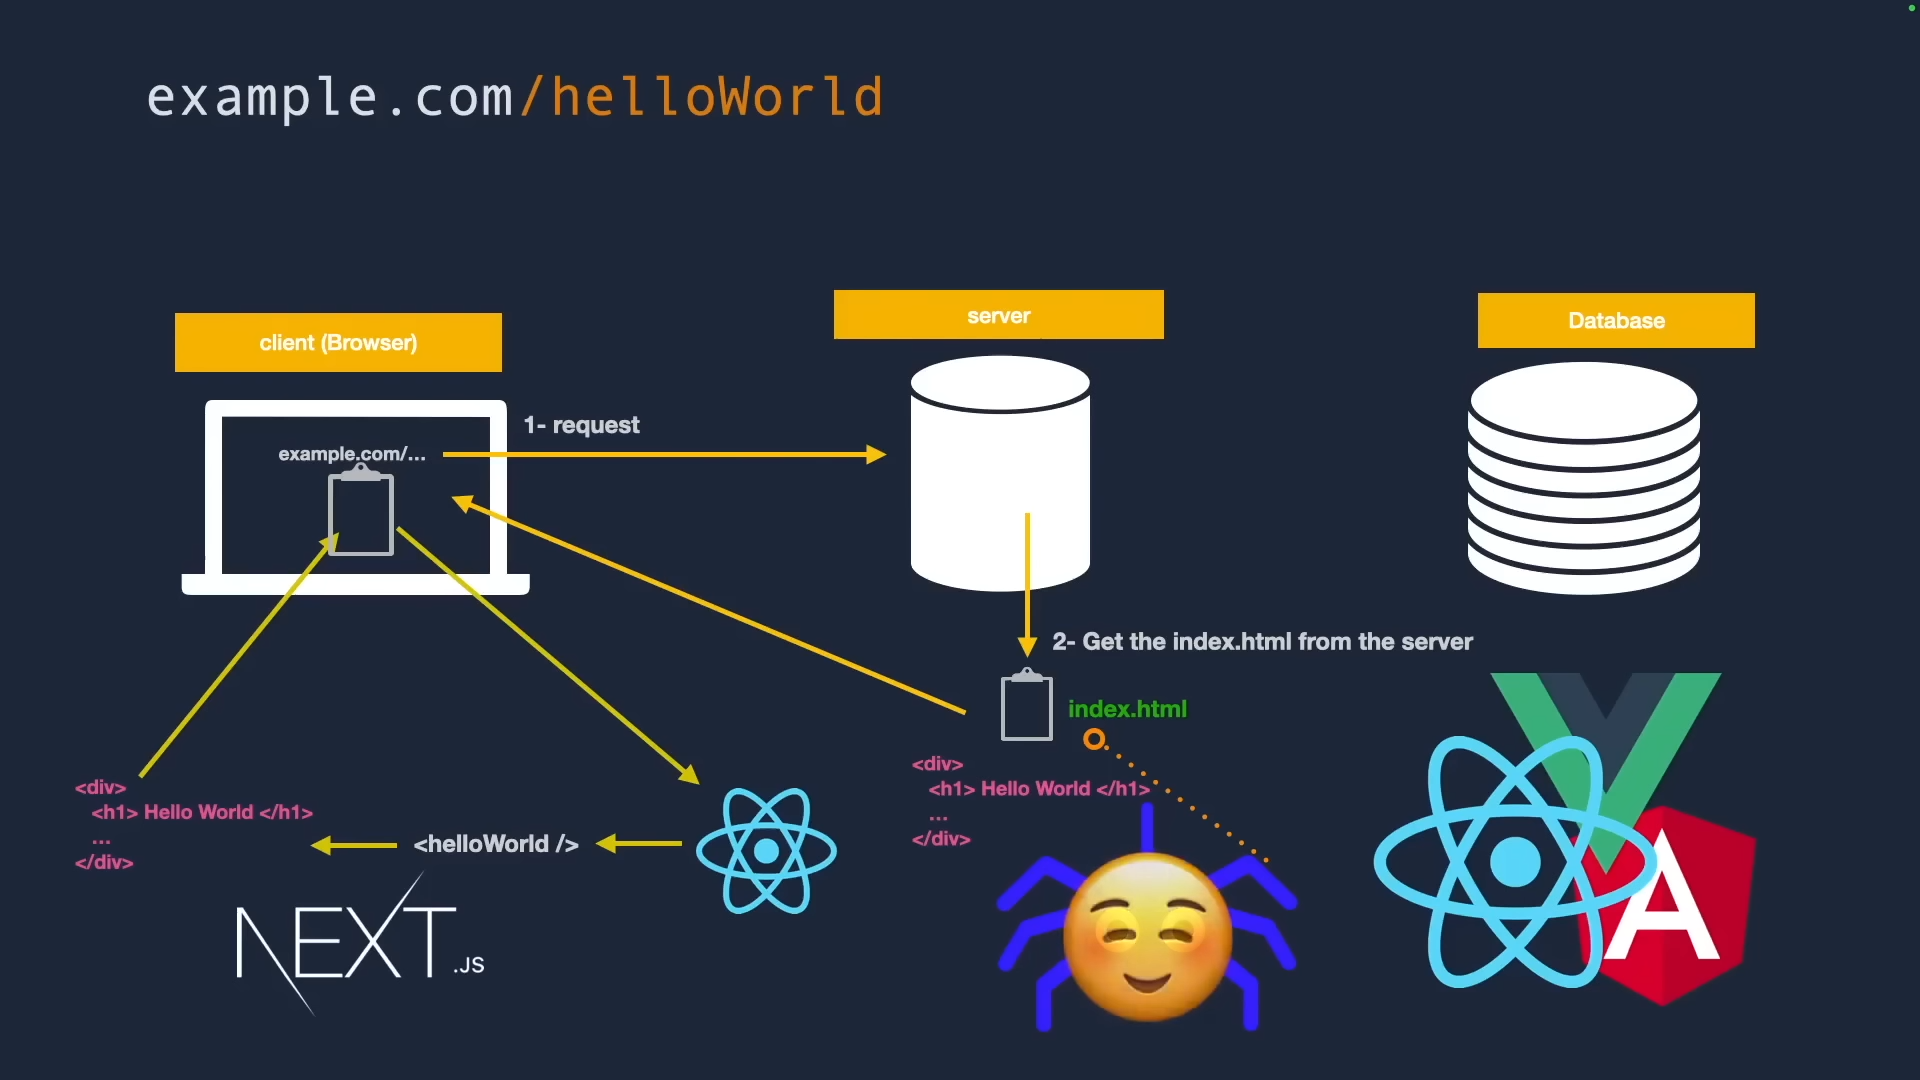 example.com/helloWorld
client (Browser)
server
Database
1- request
example.com/...
2- Get the index.html from the server
index.html
<div>
<h1> Hello World </h1>
...
</div>
<div>
<h1> Hello World </h1>
...
</div>
<helloWorld />
NEXT.JS
A